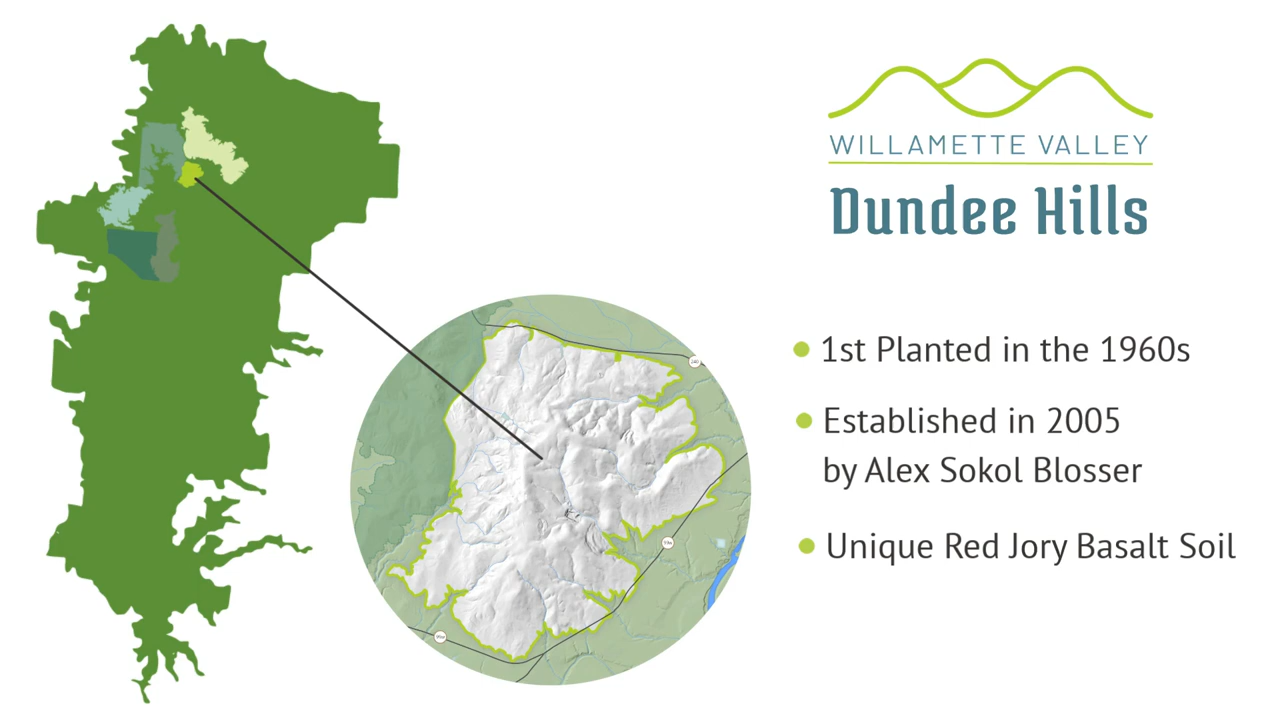 WILLAMETTE VALLEY
Dundee Hills
1st Planted in the 1960s
Established in 2005
by Alex Sokol Blosser
Unique Red Jory Basalt Soil
240